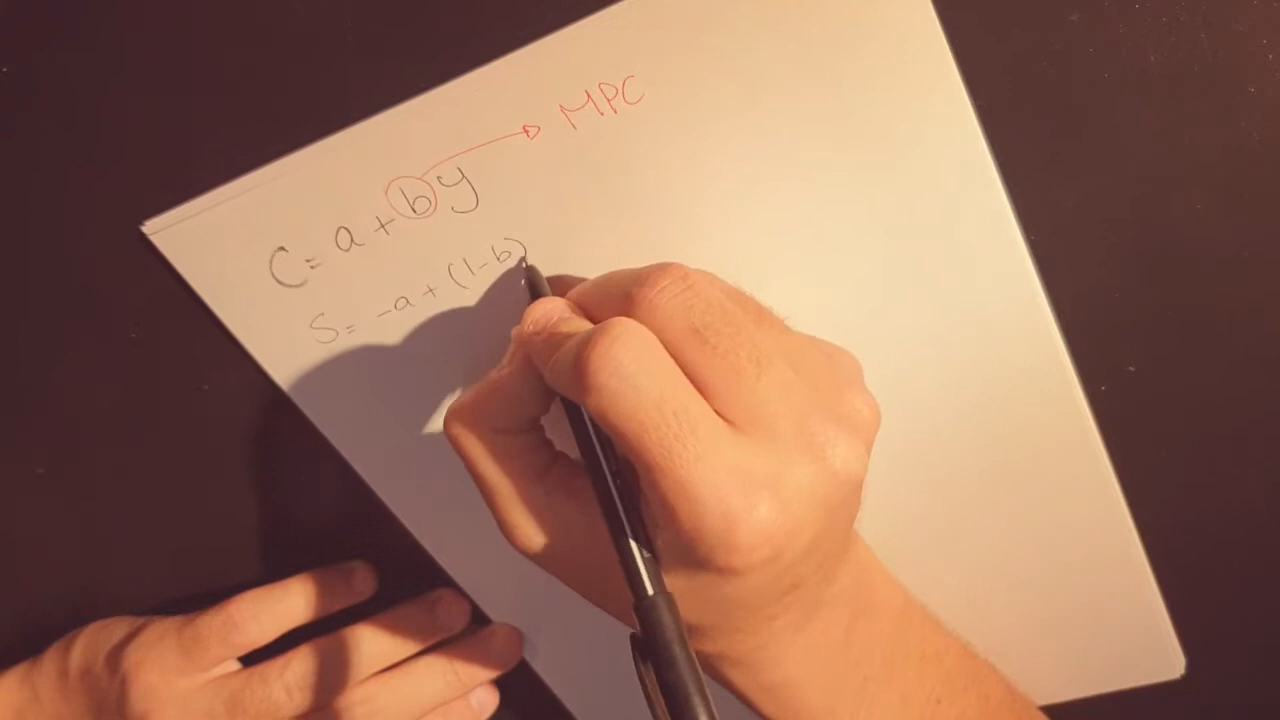 MPC
C = a + by
S = -a + (1-b)